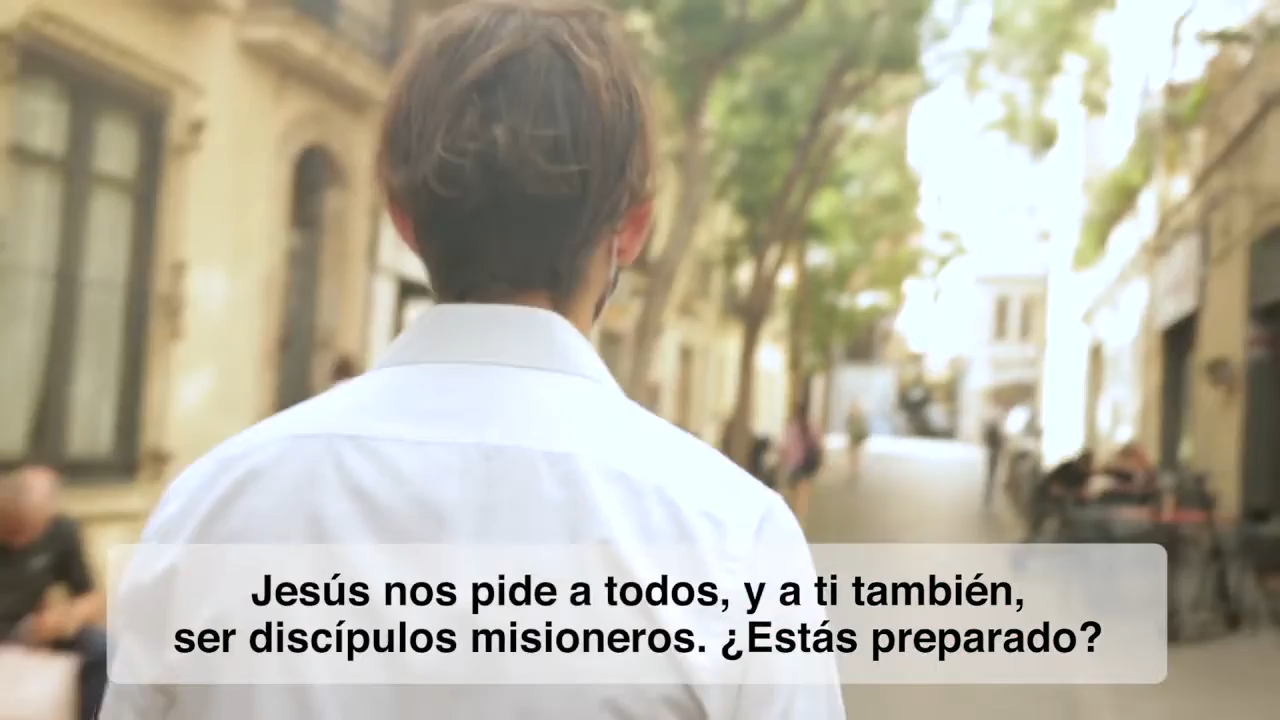 Jesús nos pide a todos, y a ti también,
ser discípulos misioneros. ¿Estás preparado?